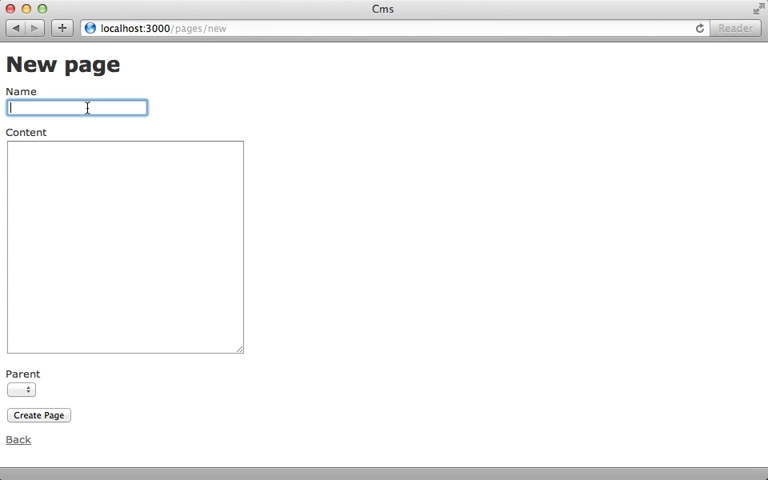 Cms
localhost:3000/pages/new
Reader
New page
Name
Content
Parent
Create Page
Back